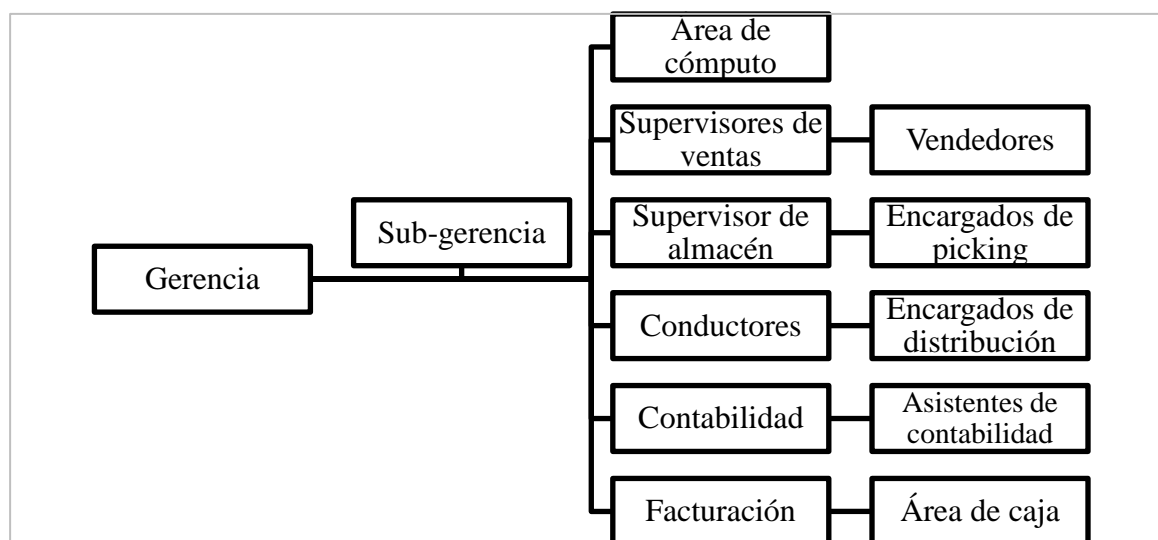 Área de
cómputo
Supervisores de
ventas
Vendedores
Sub-gerencia
Supervisor de
almacén
Encargados de
picking
Gerencia
Conductores
Encargados de
distribución
Contabilidad
Asistentes de
contabilidad
Facturación
Área de caja